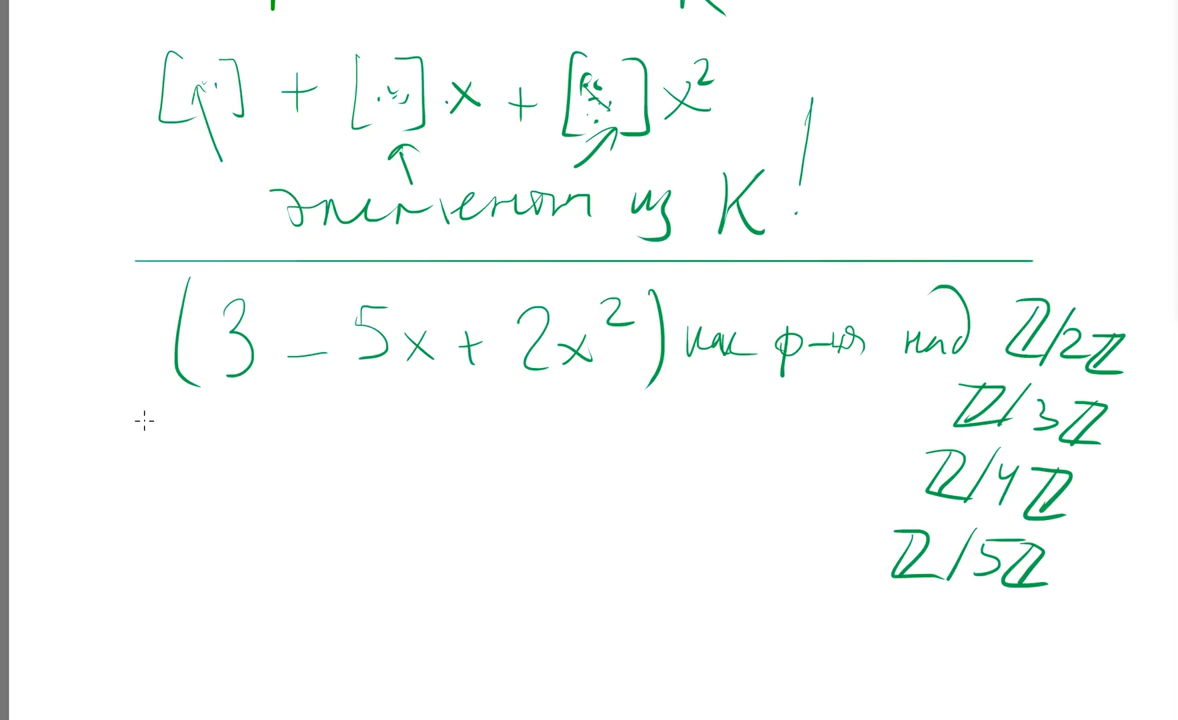 [...] + [...] x + [...] x²
элементы из K!
(3 - 5x + 2x²) как ф-ия над ℤ/2ℤ
ℤ/3ℤ
ℤ/4ℤ
ℤ/5ℤ